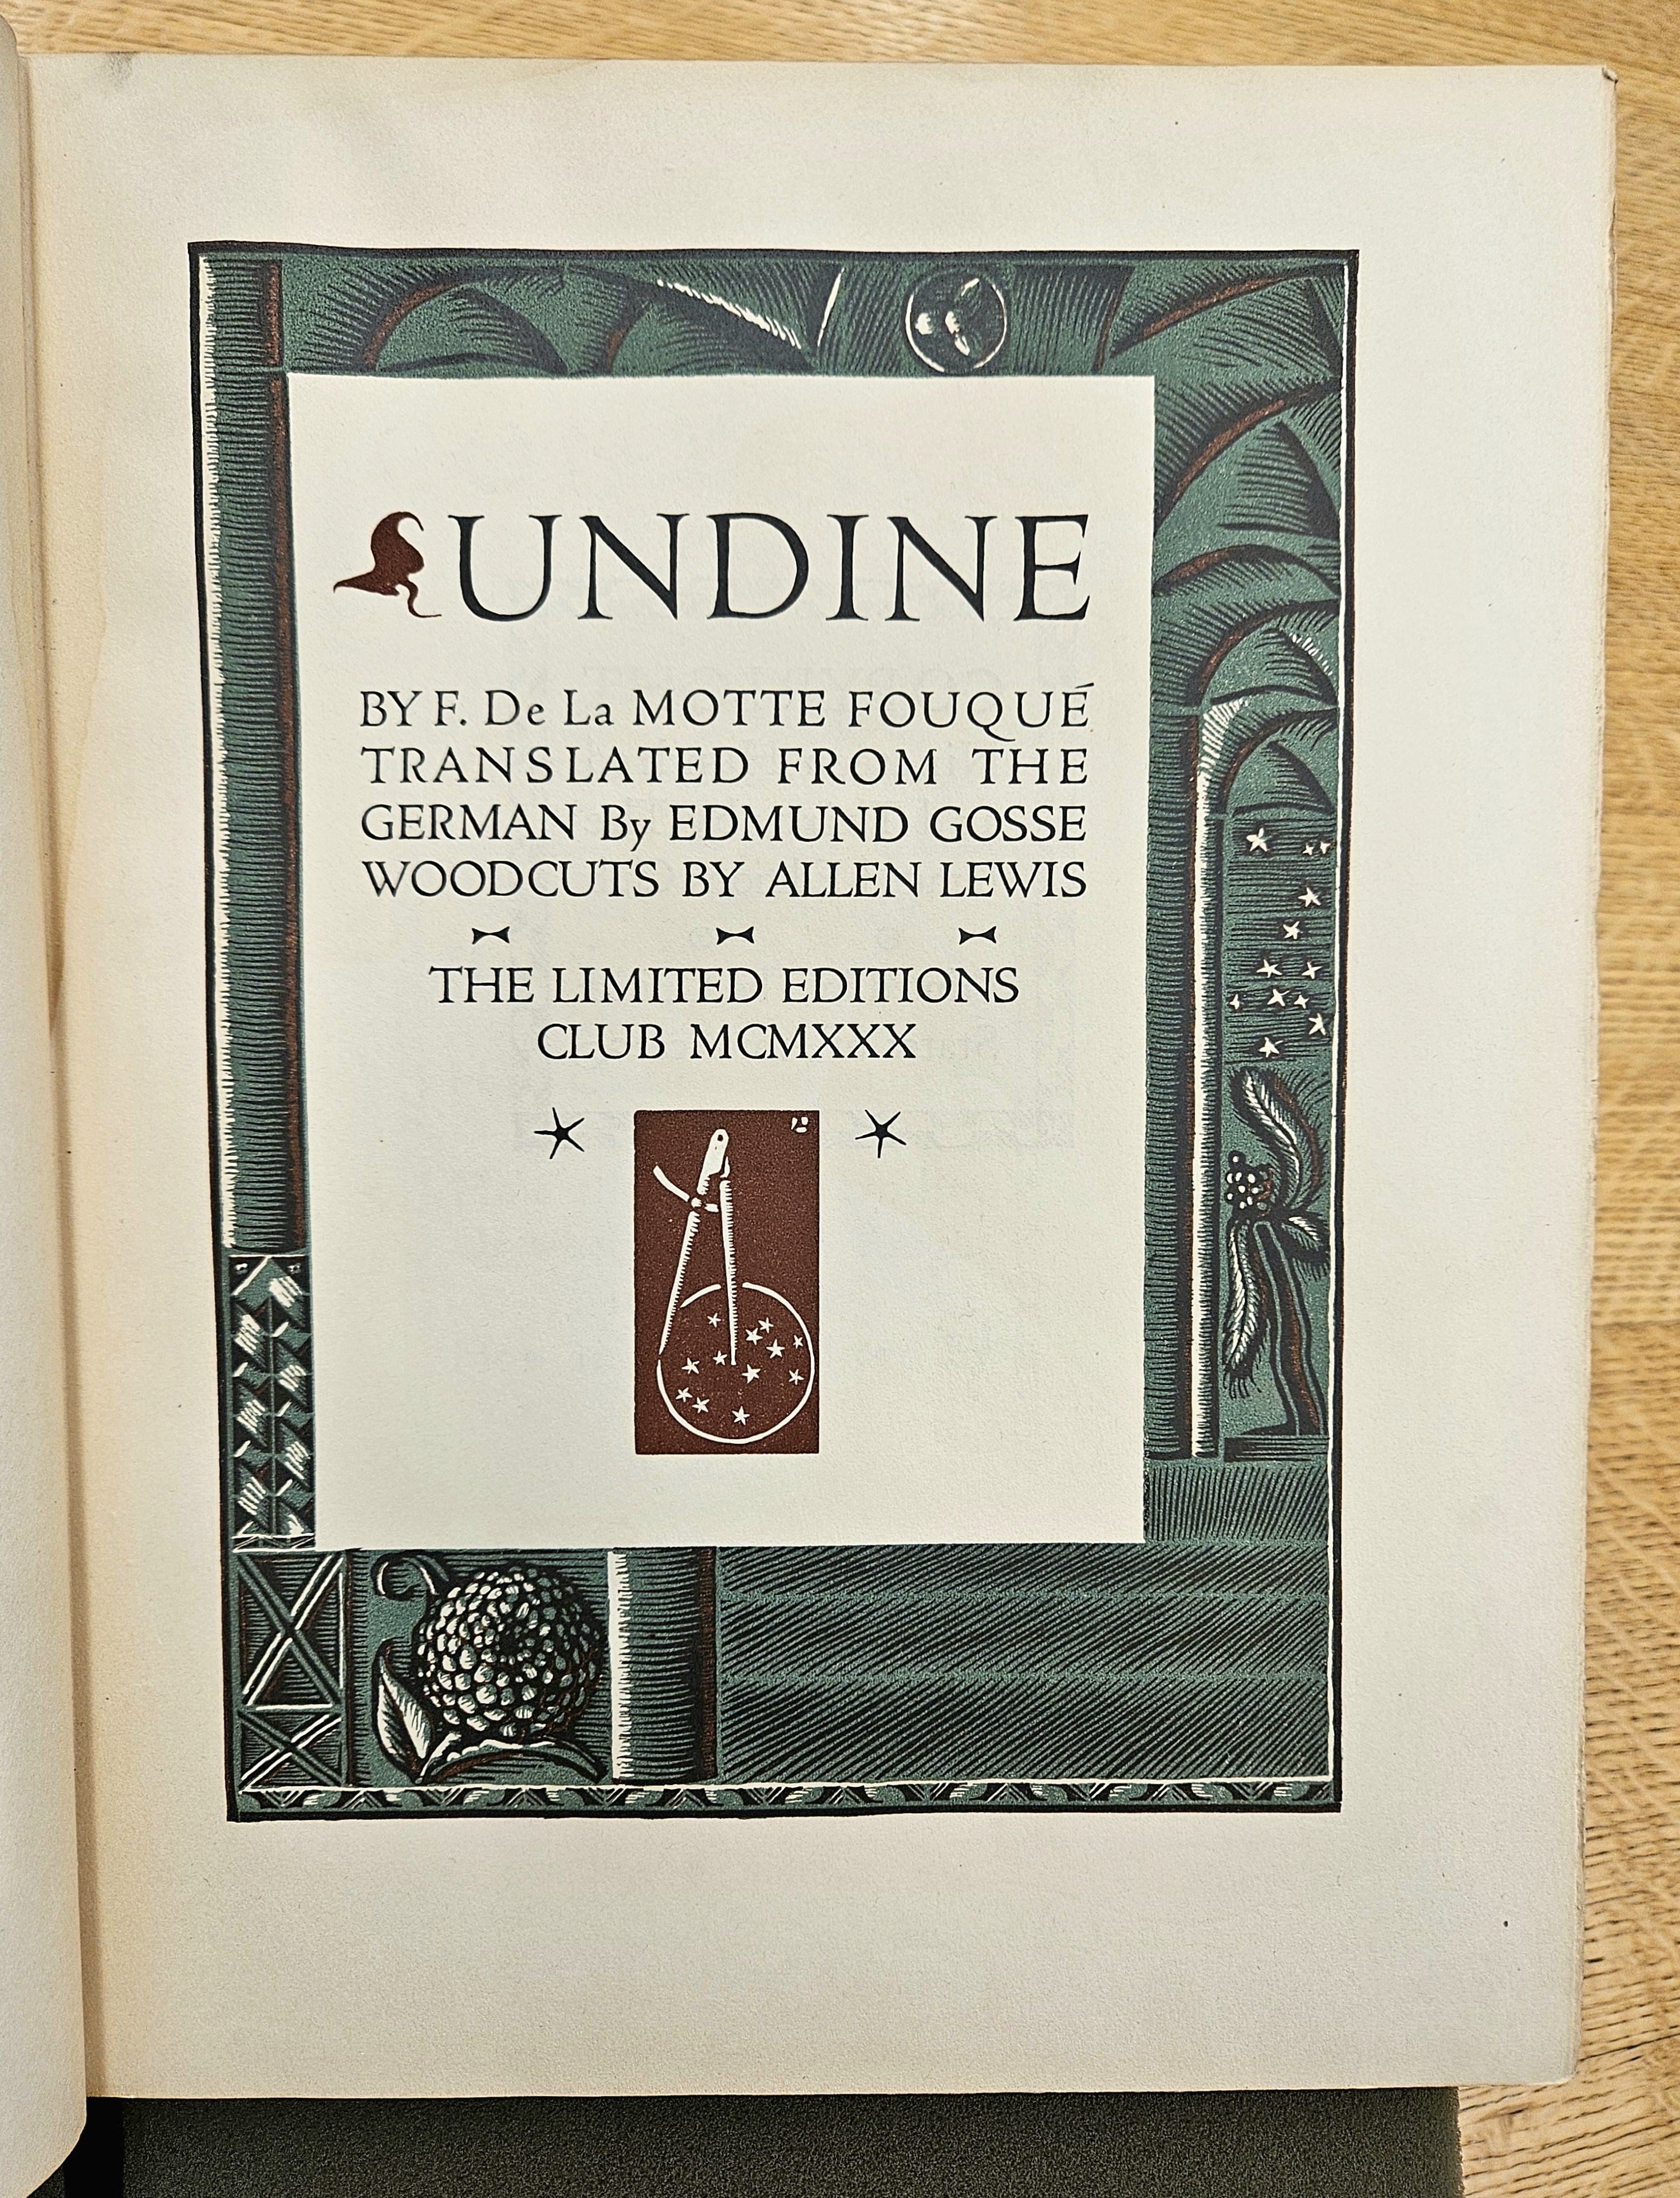 UNDINE
BY F. De La MOTTE FOUQUÉ
TRANSLATED FROM THE
GERMAN By EDMUND GOSSE
WOODCUTS BY ALLEN LEWIS
THE LIMITED EDITIONS
CLUB MCMXXX